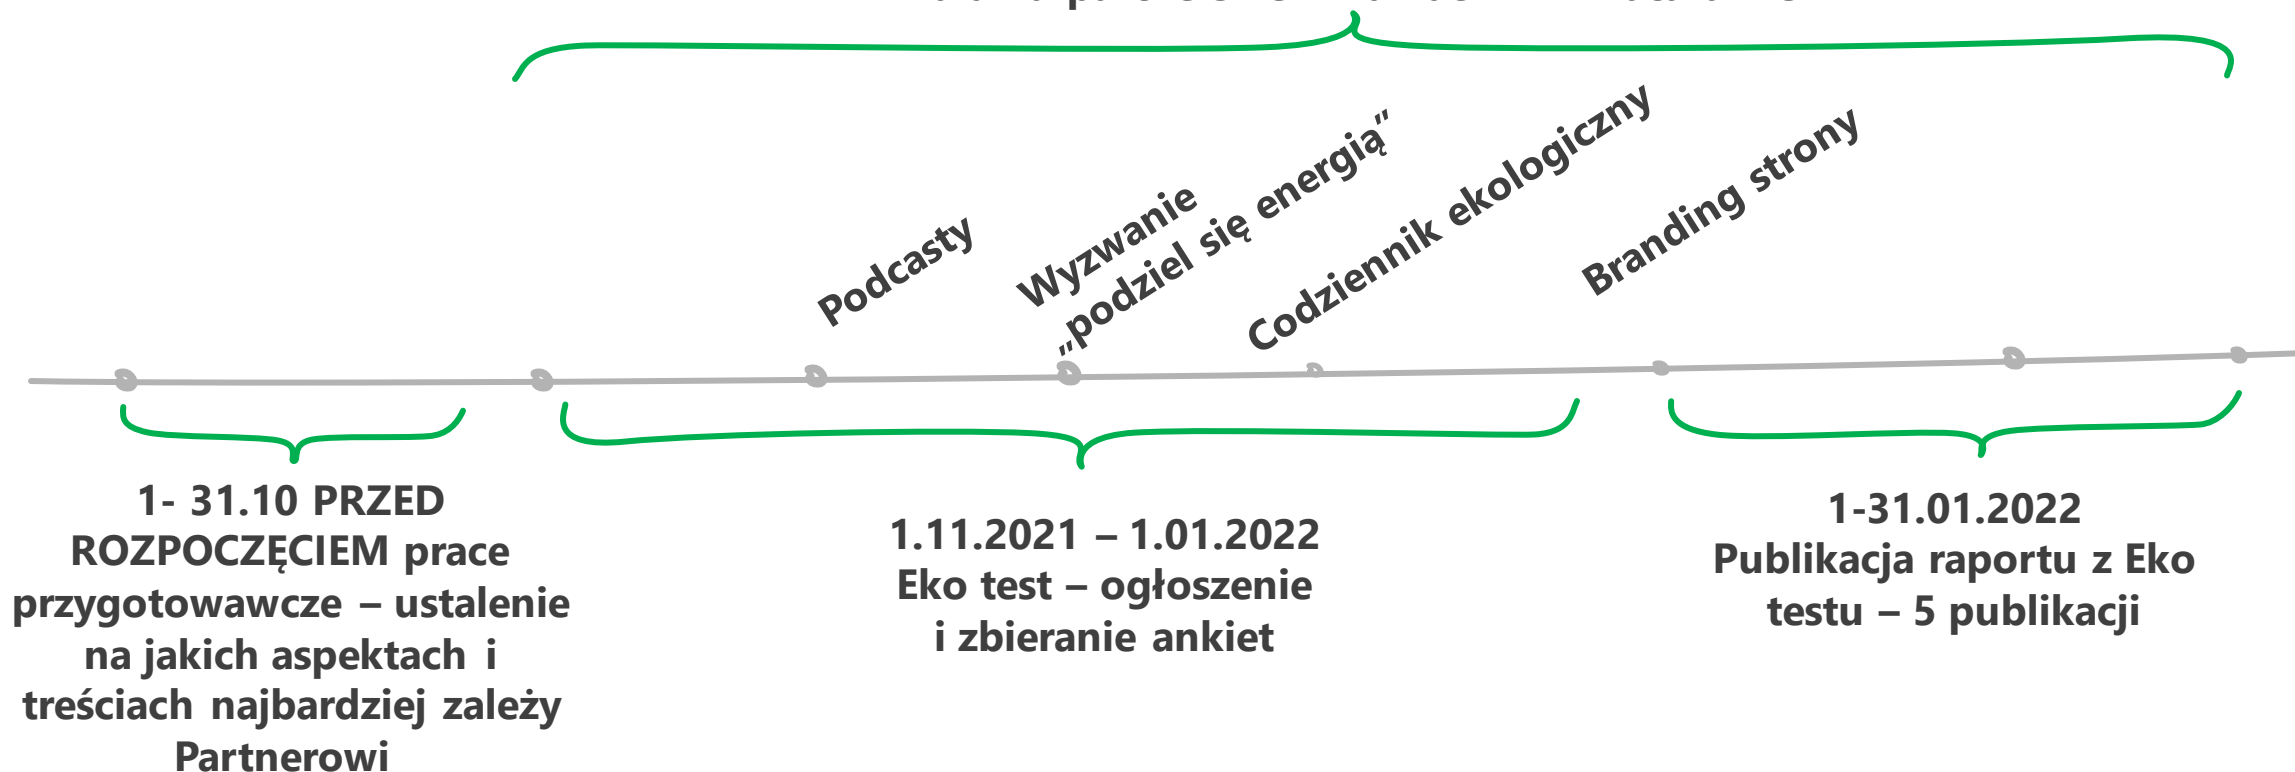 Podcasty
Wyzwanie
„podziel się energią”
Codziennik ekologiczny
Branding strony
1- 31.10 PRZED
ROZPOCZĘCIEM prace
przygotowawcze – ustalenie
na jakich aspektach i
treściach najbardziej zależy
Partnerowi
1.11.2021 – 1.01.2022
Eko test – ogłoszenie
i zbieranie ankiet
1-31.01.2022
Publikacja raportu z Eko
testu – 5 publikacji